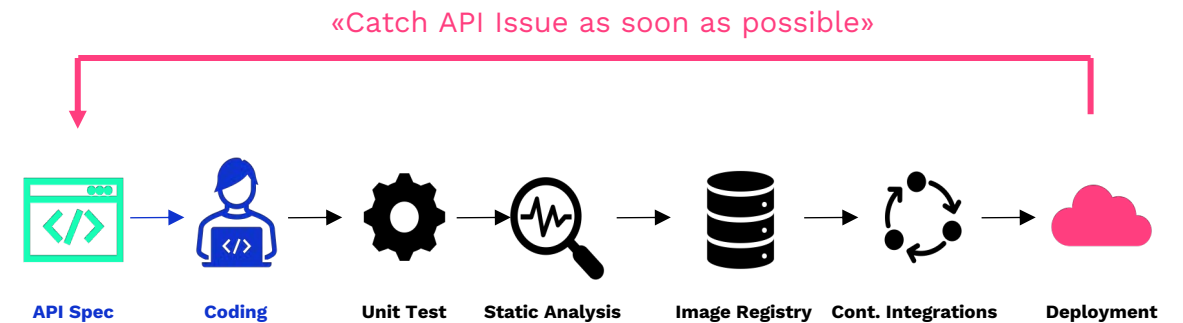 «Catch API Issue as soon as possible»
</>
</>
API Spec
Coding
Unit Test
Static Analysis
Image Registry
Cont. Integrations
Deployment